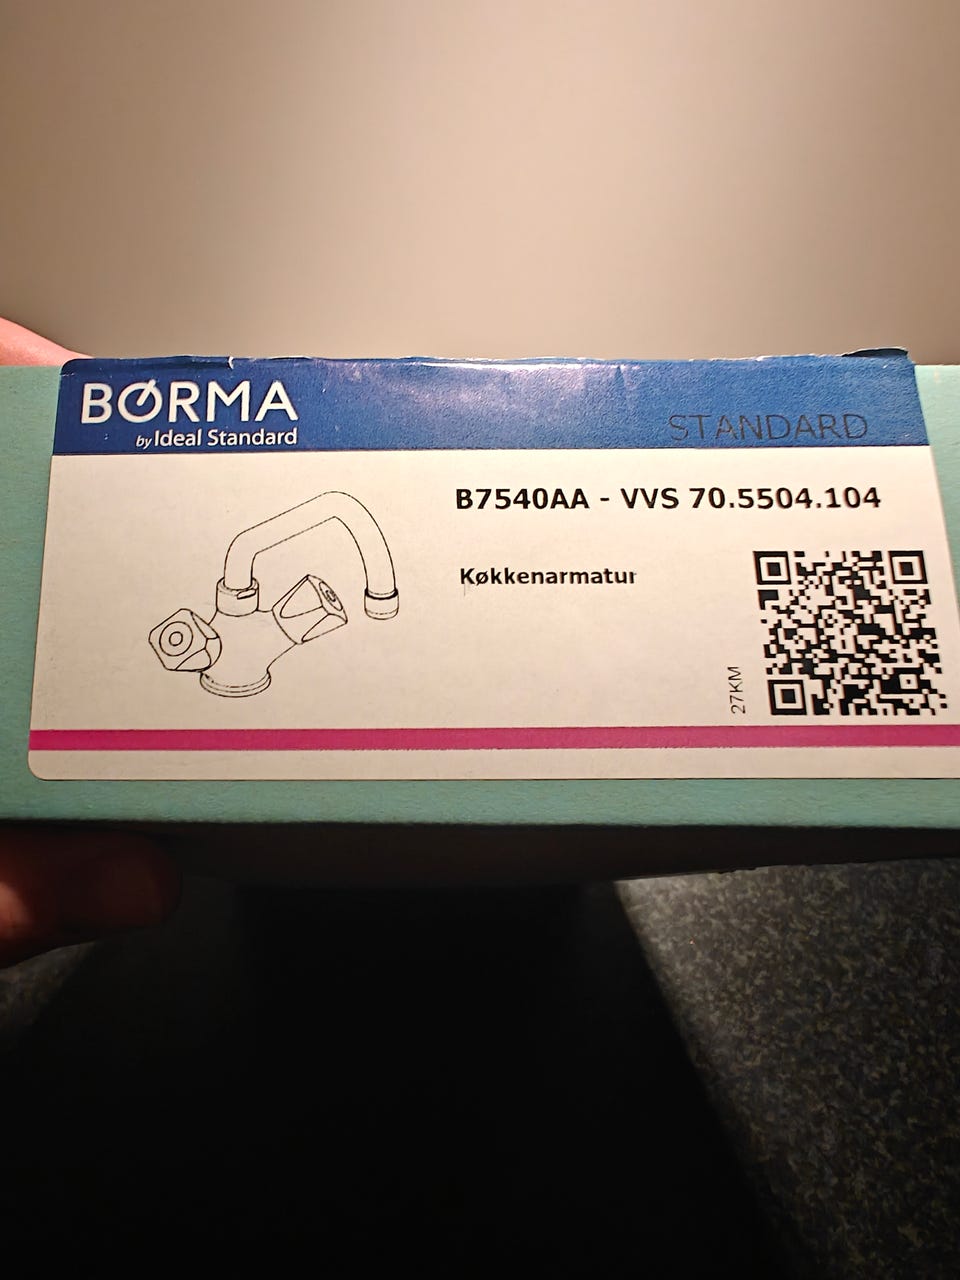 BØRMA
by Ideal Standard
STANDARD
B7540AA - VVS 70.5504.104
Køkkenarmatur
27KM